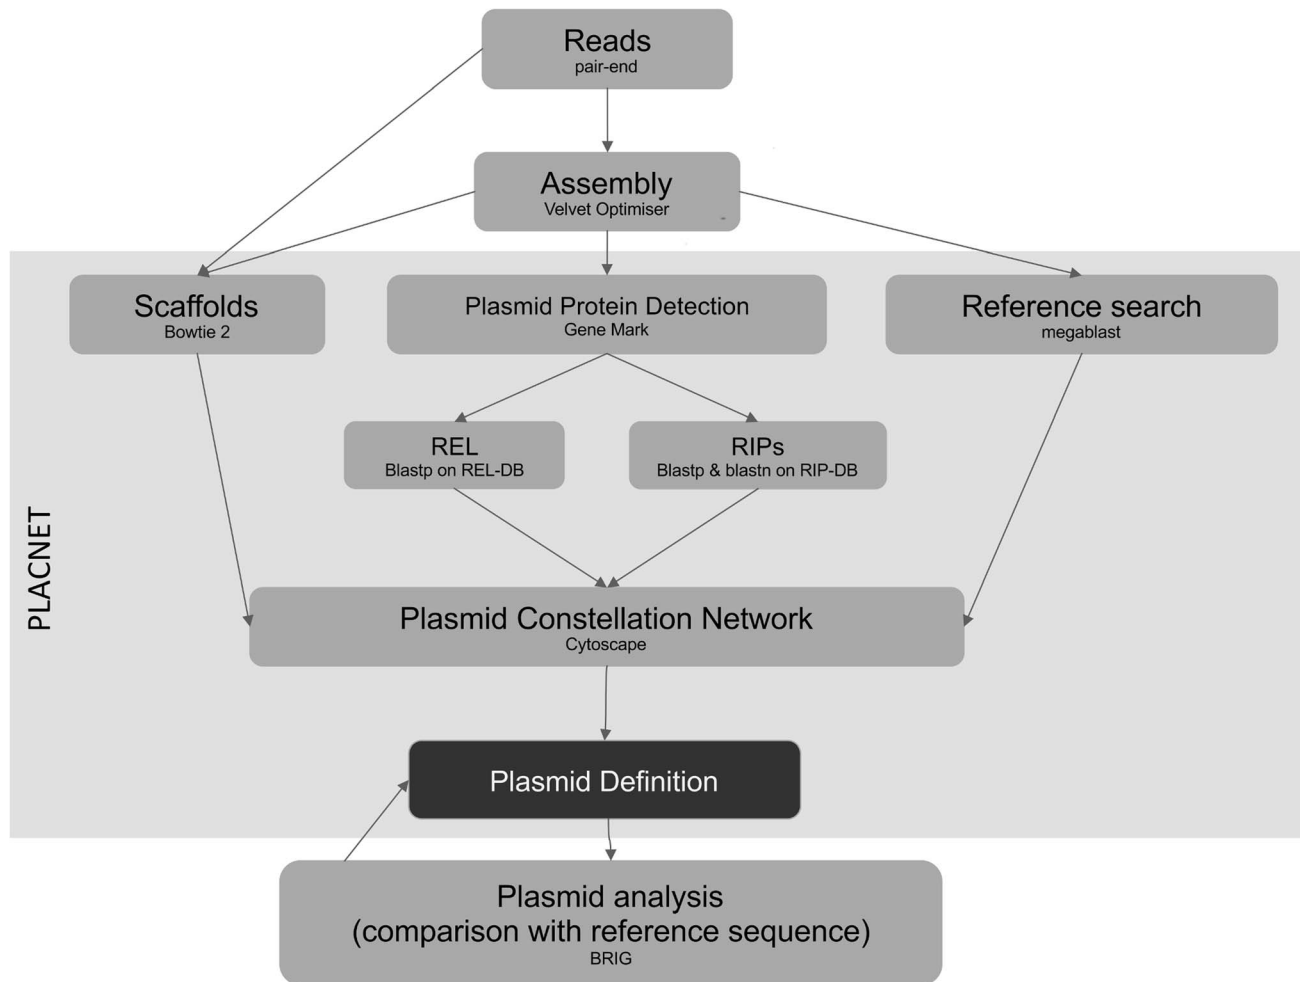 Reads
pair-end
Assembly
Velvet Optimiser
Scaffolds
Bowtie 2
Plasmid Protein Detection
Gene Mark
Reference search
megablast
REL
Blastp on REL-DB
RIPs
Blastp & blastn on RIP-DB
PLACNET
Plasmid Constellation Network
Cytoscape
Plasmid Definition
Plasmid analysis
(comparison with reference sequence)
BRIG